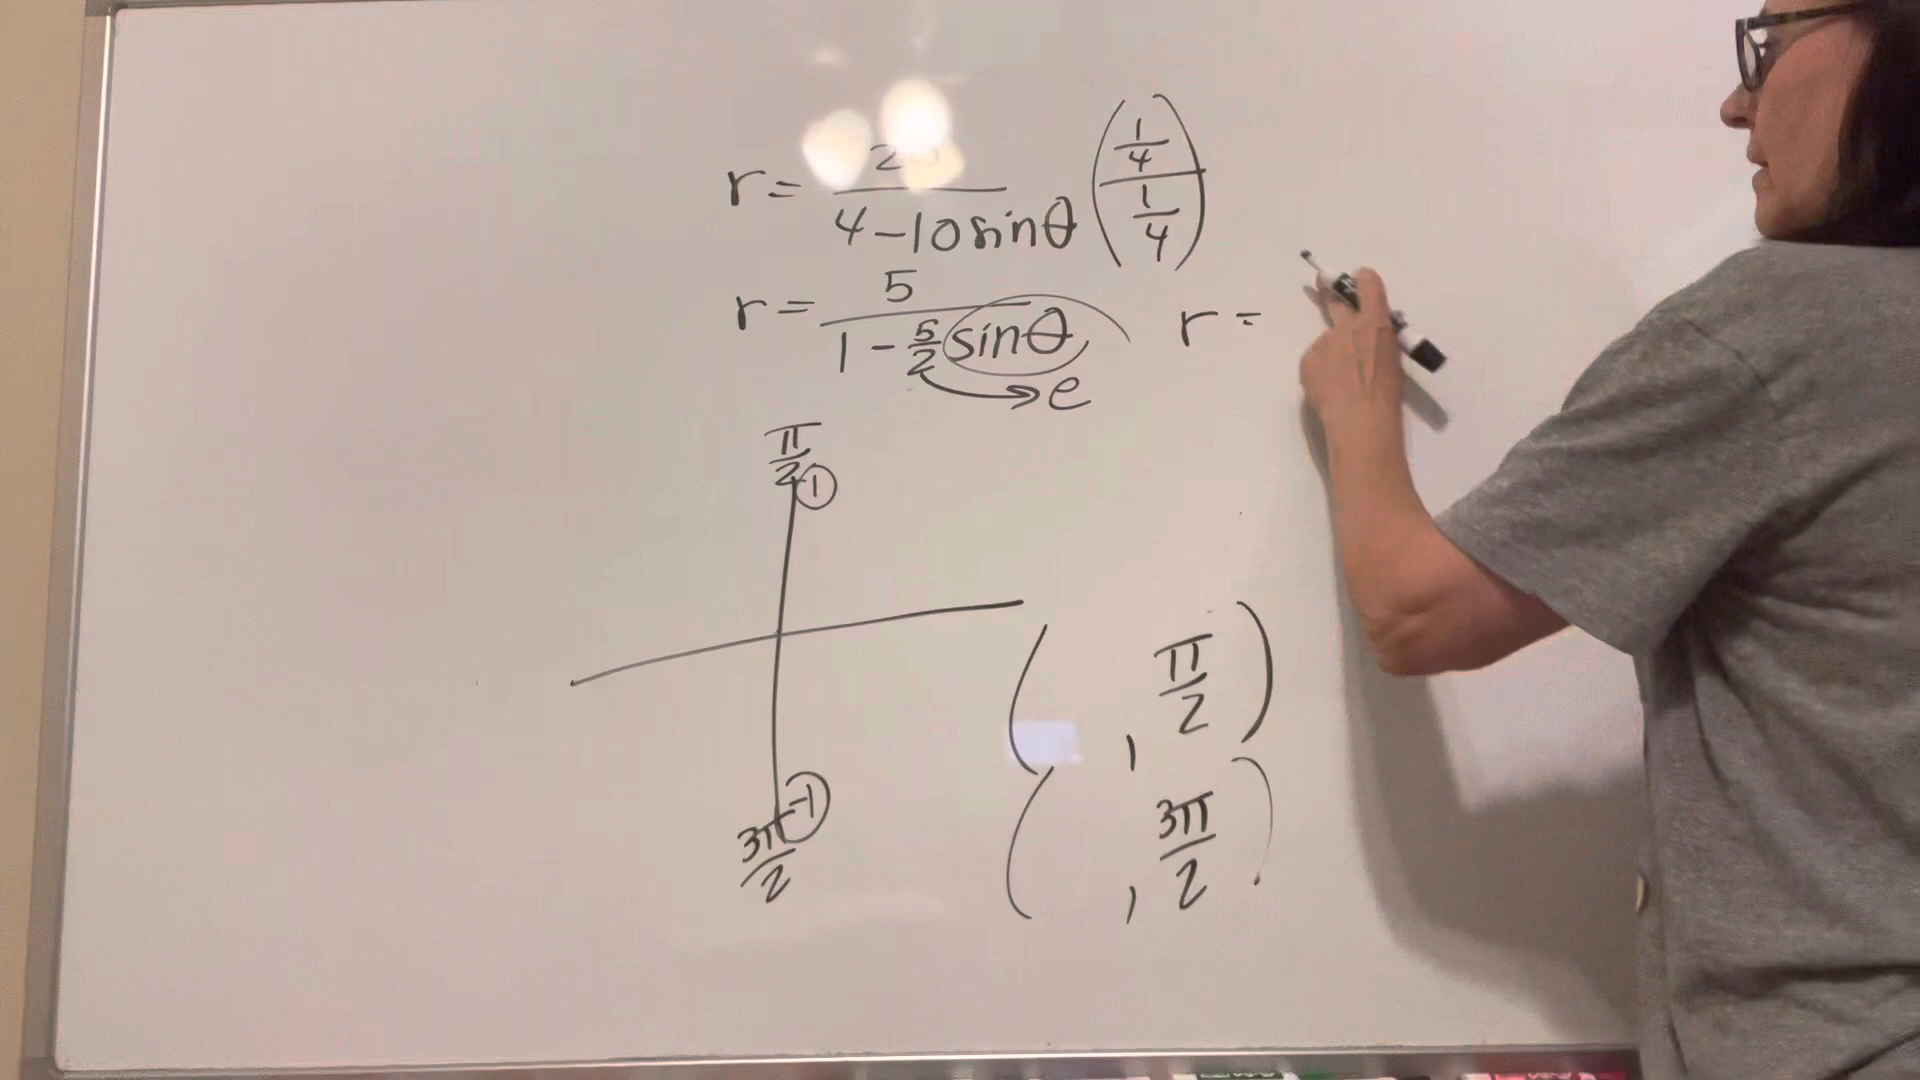 r = 2 / (4 - 10 sinθ) ((1/4) / (1/4))
r = 5 / (1 - 5/2 sinθ) r =
e
π/2 1
-1
3π/2
( , π/2)
( , 3π/2)